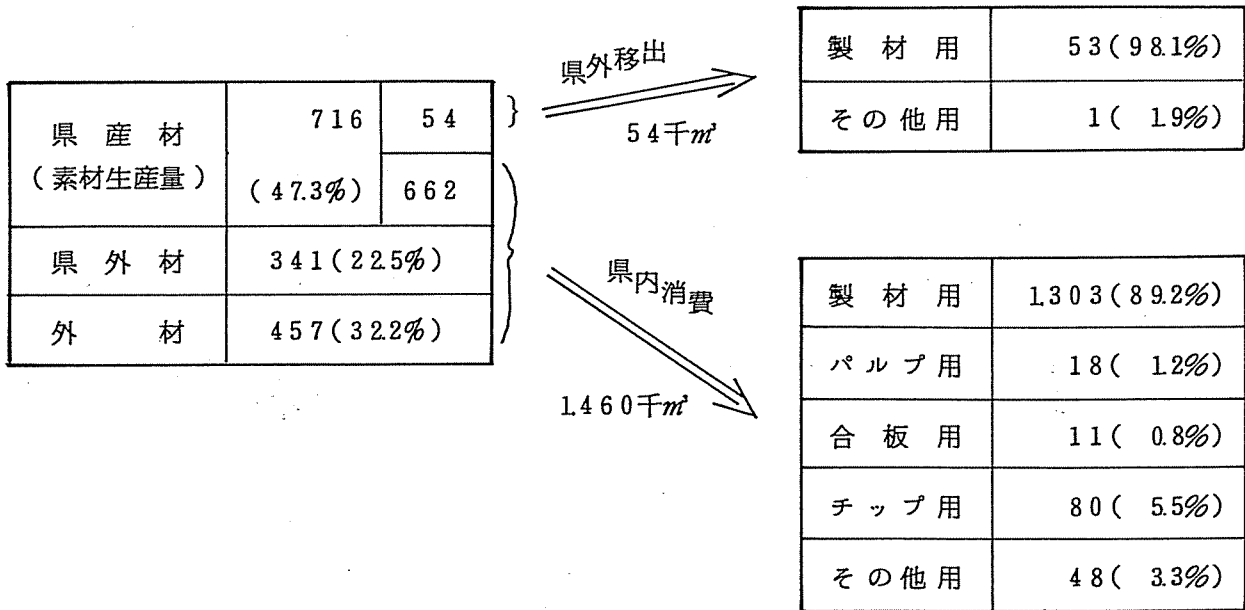 県産材
(素材生産量)
716
(47.3%)
54
662
県外材
341(22.5%)
外材
457(32.2%)
}
県外移出
54千m³
県内消費
1.460千m³
製材用
53(98.1%)
その他用
1( 1.9%)
製材用
1.303(89.2%)
パルプ用
18( 1.2%)
合板用
11( 0.8%)
チップ用
80( 5.5%)
その他用
48( 3.3%)